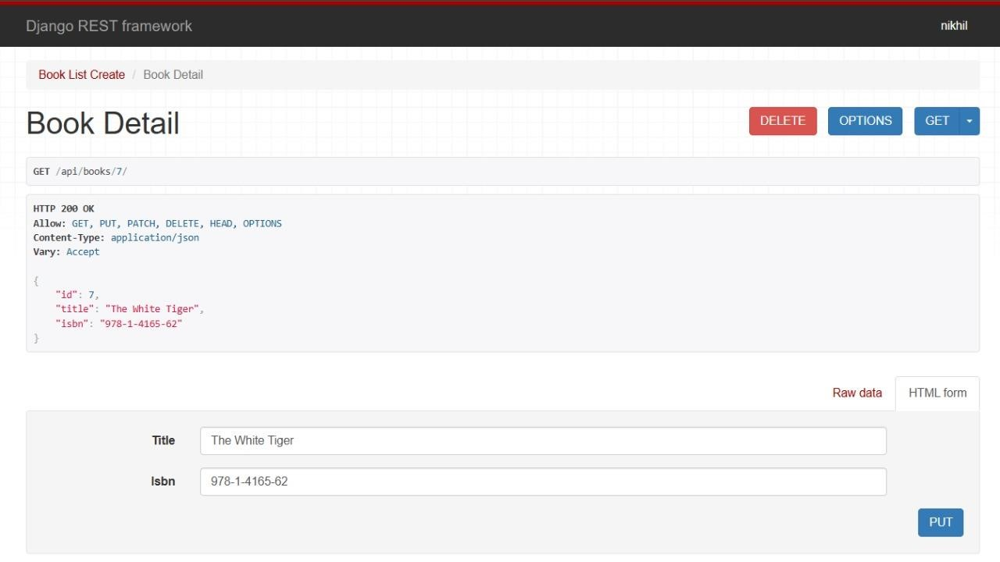 Django REST framework
nikhil
Book List Create / Book Detail
Book Detail
DELETE
OPTIONS
GET
GET /api/books/7/
HTTP 200 OK
Allow: GET, PUT, PATCH, DELETE, HEAD, OPTIONS
Content-Type: application/json
Vary: Accept
{
    "id": 7,
    "title": "The White Tiger",
    "isbn": "978-1-4165-62"
}
Raw data
HTML form
Title The White Tiger
Isbn 978-1-4165-62
PUT